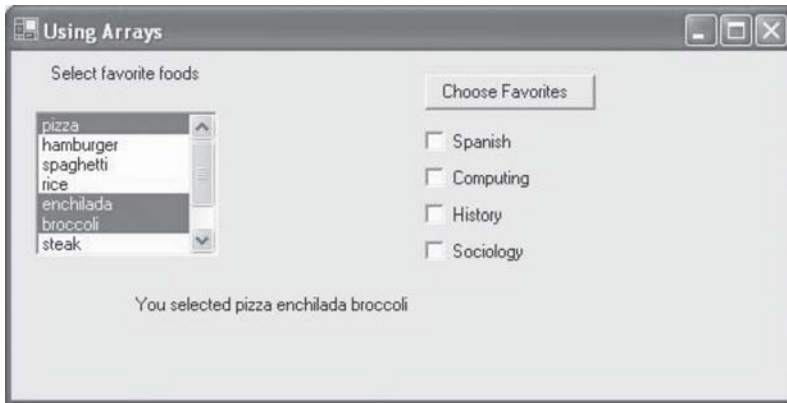 Using Arrays
Select favorite foods
pizza
hamburger
spaghetti
rice
enchilada
broccoli
steak
Choose Favorites
Spanish
Computing
History
Sociology
You selected pizza enchilada broccoli